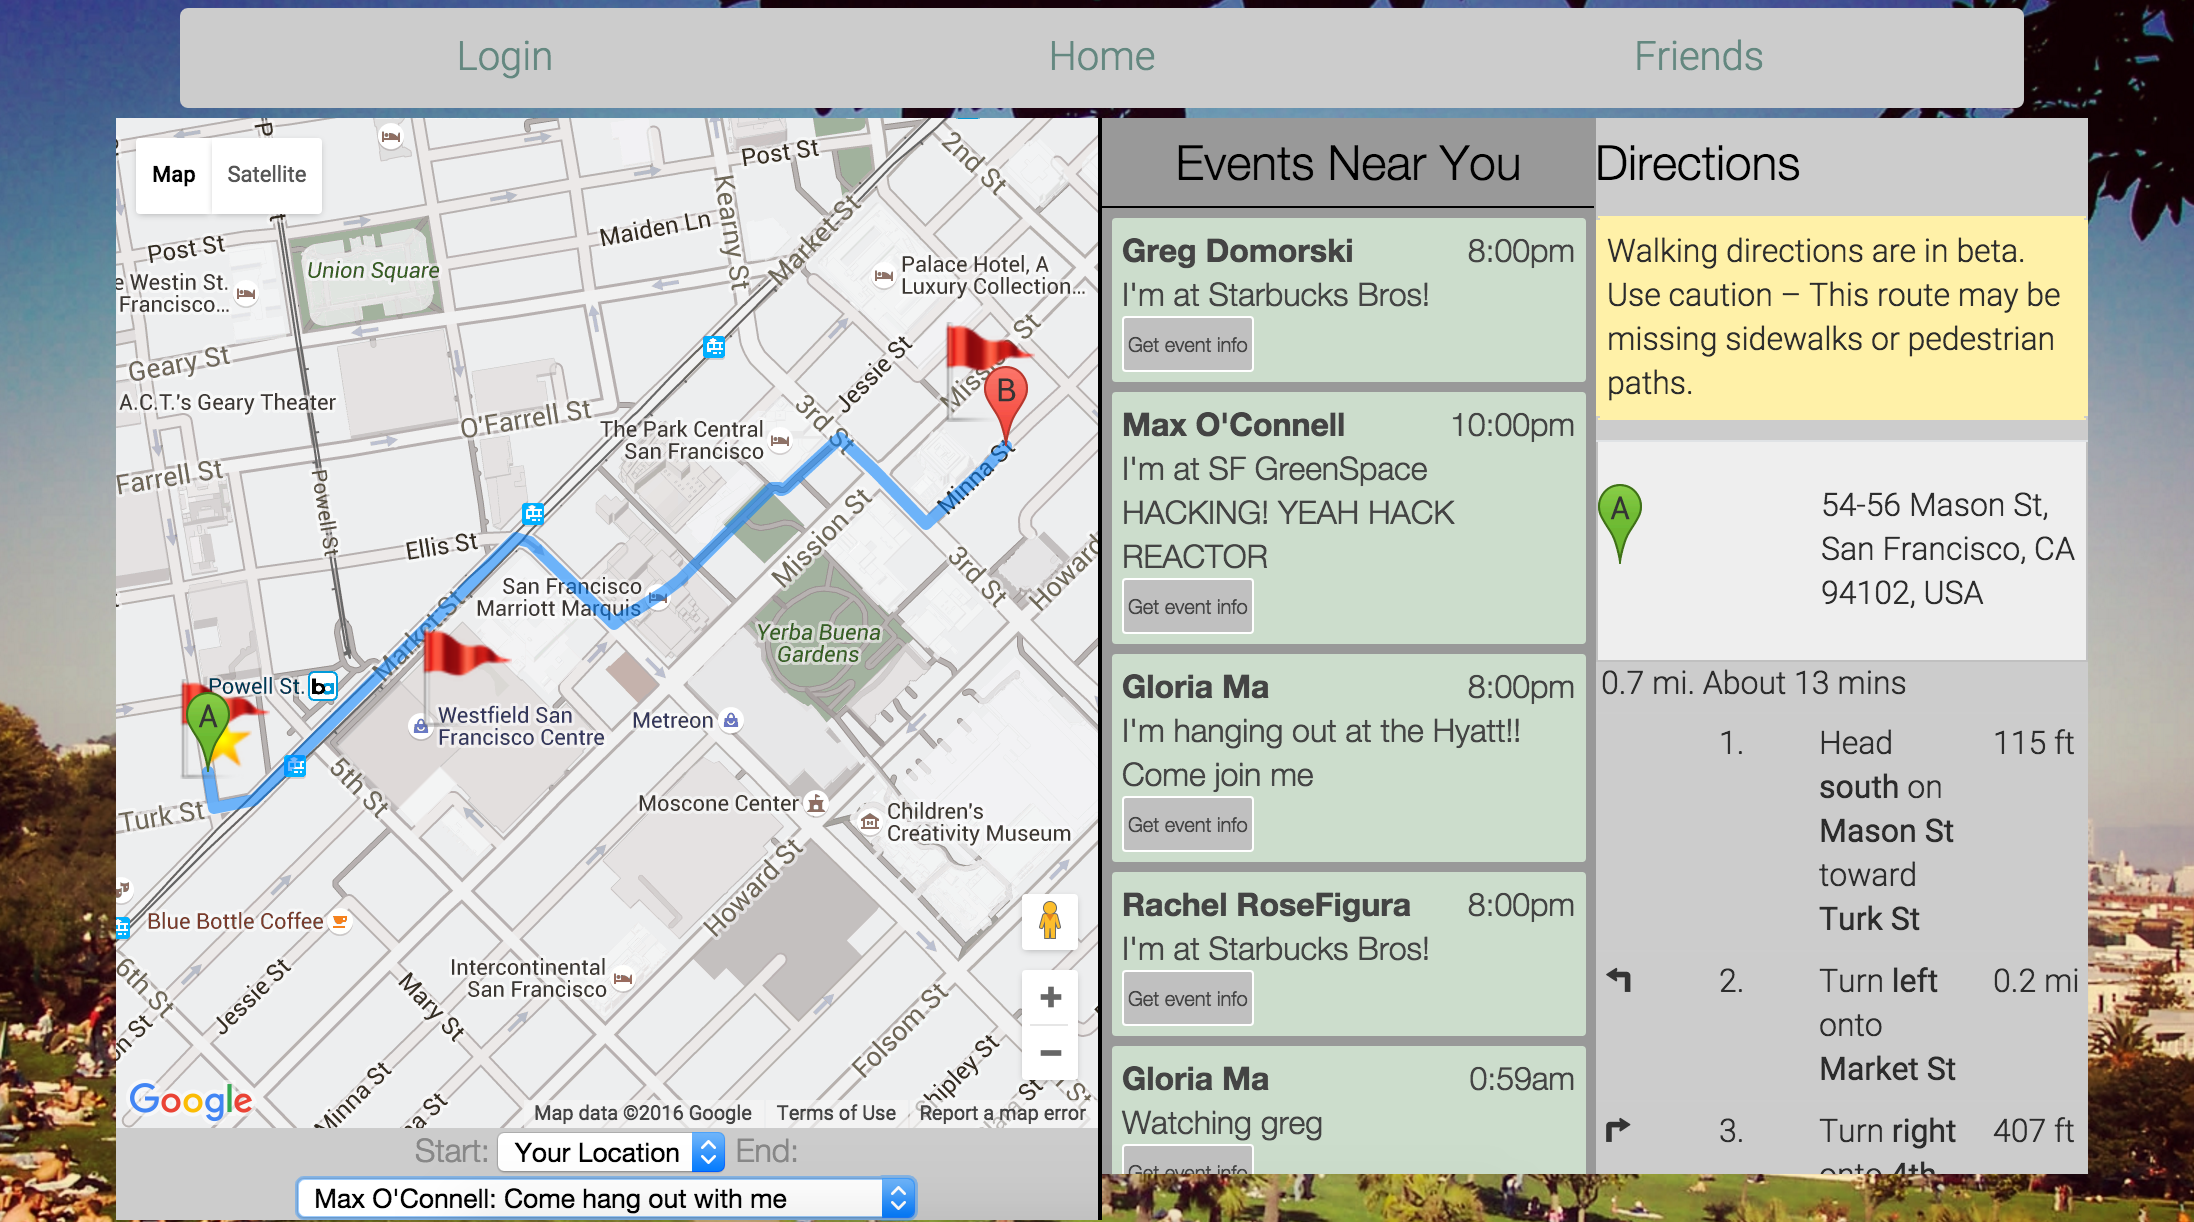 Login
Home
Friends
Map
Satellite
Post St
Post St
Maiden Ln
Kearny St
Market St
2nd St
Union Square
e Westin St.
Francisco...
Palace Hotel, A
Luxury Collection...
Geary St
A.C.T.'s Geary Theater
O'Farrell St
Farrell St
Powell St
Ellis St
The Park Central
San Francisco
3rd St
Jessie St
B
Minna St
Mission St
3rd St
Howard
San Francisco
Marriott Marquis
Market St
Yerba Buena
Gardens
Powell St.
ba
A
Westfield San
Francisco Centre
Metreon
5th St
Turk St
Moscone Center
Children's
Creativity Museum
Howard St
Blue Bottle Coffee
6th St
Jessie St
Mary St
Intercontinental
San Francisco
Folsom St
Shipley St
Minna St
Google
Map data ©2016 Google
Terms of Use
Report a map error
Start:
Your Location
End:
Max O'Connell: Come hang out with me
Events Near You
Greg Domorski 8:00pm
I'm at Starbucks Bros!
Get event info
Max O'Connell 10:00pm
I'm at SF GreenSpace
HACKING! YEAH HACK
REACTOR
Get event info
Gloria Ma 8:00pm
I'm hanging out at the Hyatt!!
Come join me
Get event info
Rachel RoseFigura 8:00pm
I'm at Starbucks Bros!
Get event info
Gloria Ma 0:59am
Watching greg
Get event info
Directions
Walking directions are in beta.
Use caution – This route may be
missing sidewalks or pedestrian
paths.
A
54-56 Mason St,
San Francisco, CA
94102, USA
0.7 mi. About 13 mins
1. Head 115 ft
south on
Mason St
toward
Turk St
2. Turn left 0.2 mi
onto
Market St
3. Turn right 407 ft
onto 4th